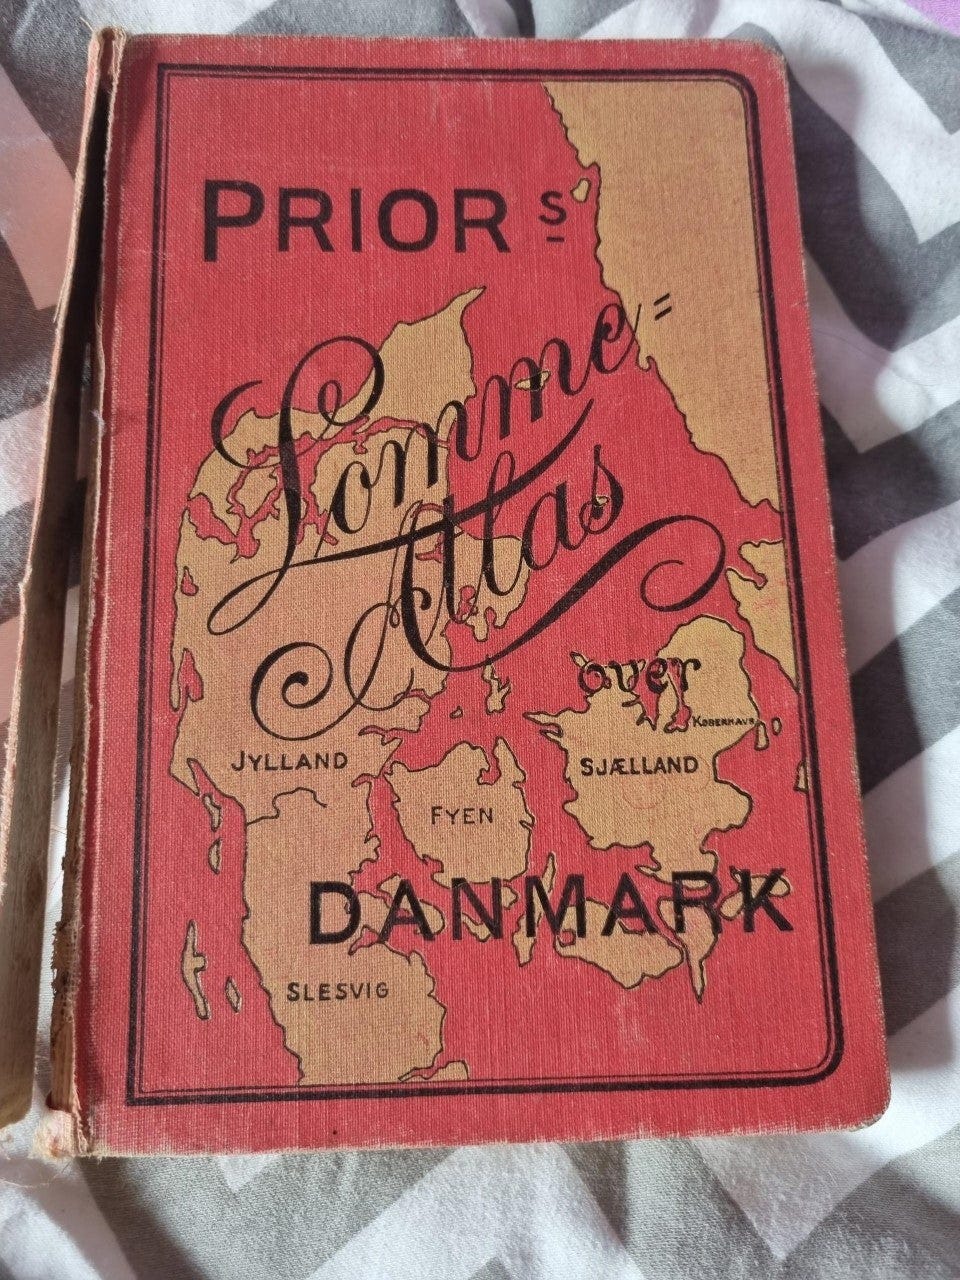 PRIORS
Lomme=
Atlas
over
KØBENHAVN
JYLLAND
SJÆLLAND
FYEN
DANMARK
SLESVIG